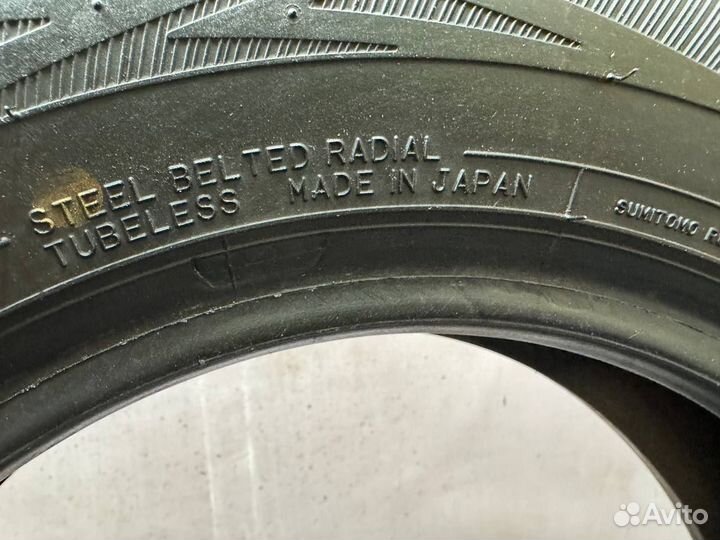 STEEL BELTED RADIAL
TUBELESS MADE IN JAPAN
SUMITOMO
Avito